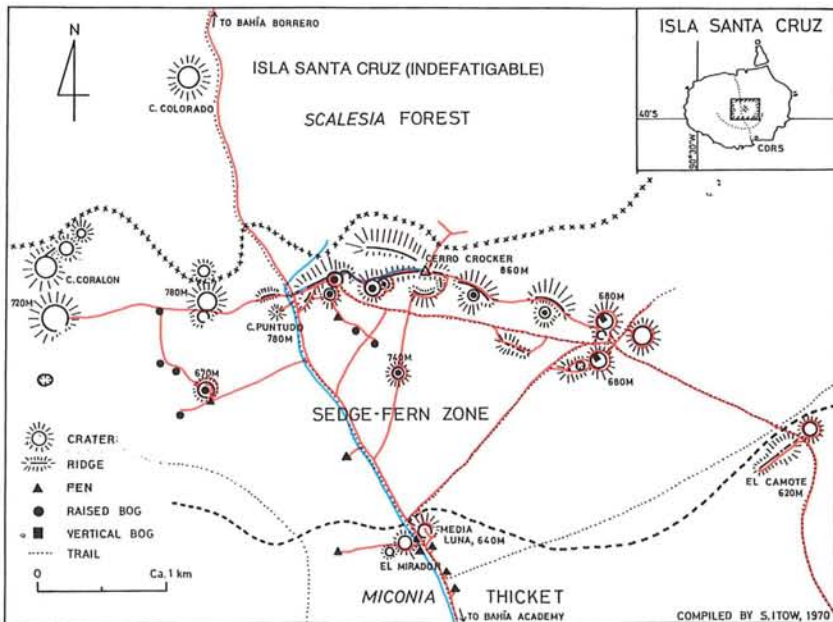 TO BAHÍA BORRERO
N
ISLA SANTA CRUZ (INDEFATIGABLE)
ISLA SANTA CRUZ
C. COLORADO
SCALESIA FOREST
40'S
90°30'W
CDRS
CERRO CROCKER
860M
C. CORALON
720M
780M
680M
C. PUNTUDO
780M
740M
680M
670M
SEDGE-FERN ZONE
CRATER
RIDGE
FEN
RAISED BOG
VERTICAL BOG
TRAIL
EL CAMOTE
620M
MEDIA
LUNA, 640M
EL MIRADOR
0 Ca. 1 km
MICONIA THICKET
TO BAHÍA ACADEMY
COMPILED BY S. ITOW, 1970